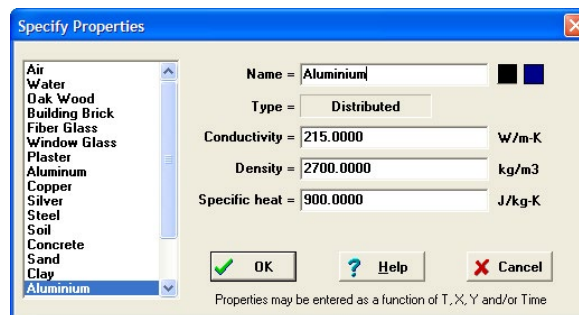 Specify Properties
Air
Water
Oak Wood
Building Brick
Fiber Glass
Window Glass
Plaster
Aluminum
Copper
Silver
Steel
Soil
Concrete
Sand
Clay
Aluminium
Name = Aluminium
Type = Distributed
Conductivity = 215.0000 W/m-K
Density = 2700.0000 kg/m3
Specific heat = 900.0000 J/kg-K
OK ? Help Cancel
Properties may be entered as a function of T, X, Y and/or Time